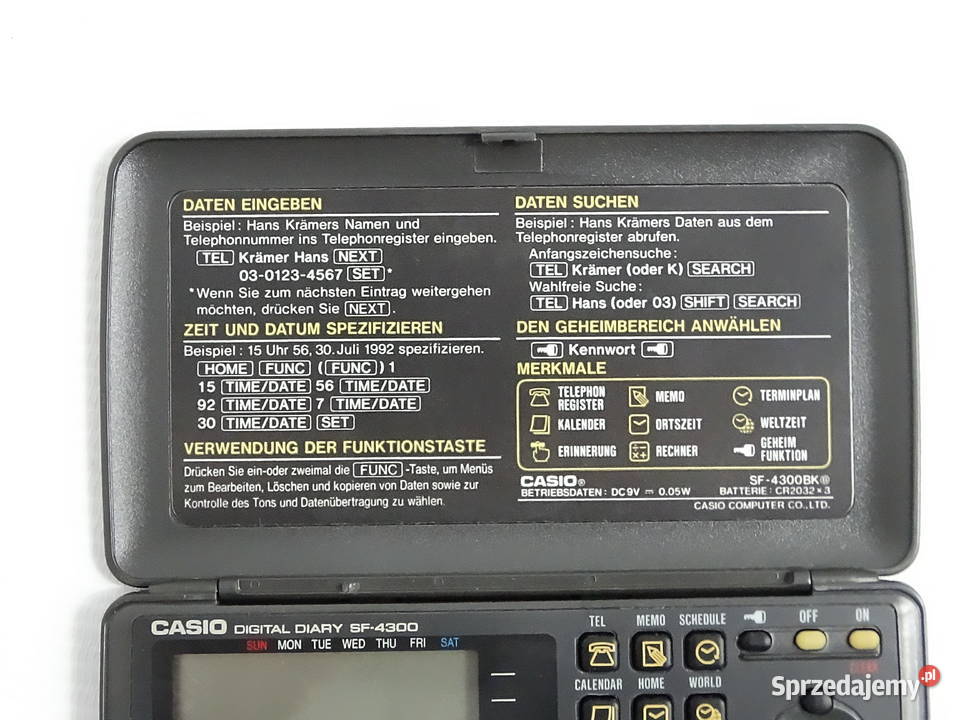 DATEN EINGEBEN
Beispiel : Hans Krämers Namen und
Telephonnummer ins Telephonregister eingeben.
TEL Krämer Hans NEXT
03-0123-4567 SET *
*Wenn Sie zum nächsten Eintrag weitergehen
möchten, drücken Sie NEXT.
ZEIT UND DATUM SPEZIFIZIEREN
Beispiel : 15 Uhr 56, 30. Juli 1992 spezifizieren.
HOME FUNC (FUNC) 1
15 TIME/DATE 56 TIME/DATE
92 TIME/DATE 7 TIME/DATE
30 TIME/DATE SET
VERWENDUNG DER FUNKTIONSTASTE
Drücken Sie ein-oder zweimal die FUNC -Taste, um Menüs
zum Bearbeiten, Löschen und kopieren von Daten sowie zur
Kontrolle des Tons und Datenübertragung zu wählen.
DATEN SUCHEN
Beispiel : Hans Krämers Daten aus dem
Telephonregister abrufen.
Anfangszeichensuche :
TEL Krämer (oder K) SEARCH
Wahlfreie Suche :
TEL Hans (oder 03) SHIFT SEARCH
DEN GEHEIMBEREICH ANWÄHLEN
Kennwort
MERKMALE
TELEPHON REGISTER
MEMO
TERMINPLAN
KALENDER
ORTSZEIT
WELTZEIT
ERINNERUNG
RECHNER
GEHEIM FUNKTION
CASIO® SF-4300BK
BETRIEBSDATEN : DC 9V ⎓ 0.05W BATTERIE : CR2032 × 3
CASIO COMPUTER CO., LTD.
CASIO DIGITAL DIARY SF-4300
SUN MON TUE WED THU FRI SAT
TEL MEMO SCHEDULE OFF ON
CLEAR
CALENDAR HOME WORLD
Sprzedajemy.pl